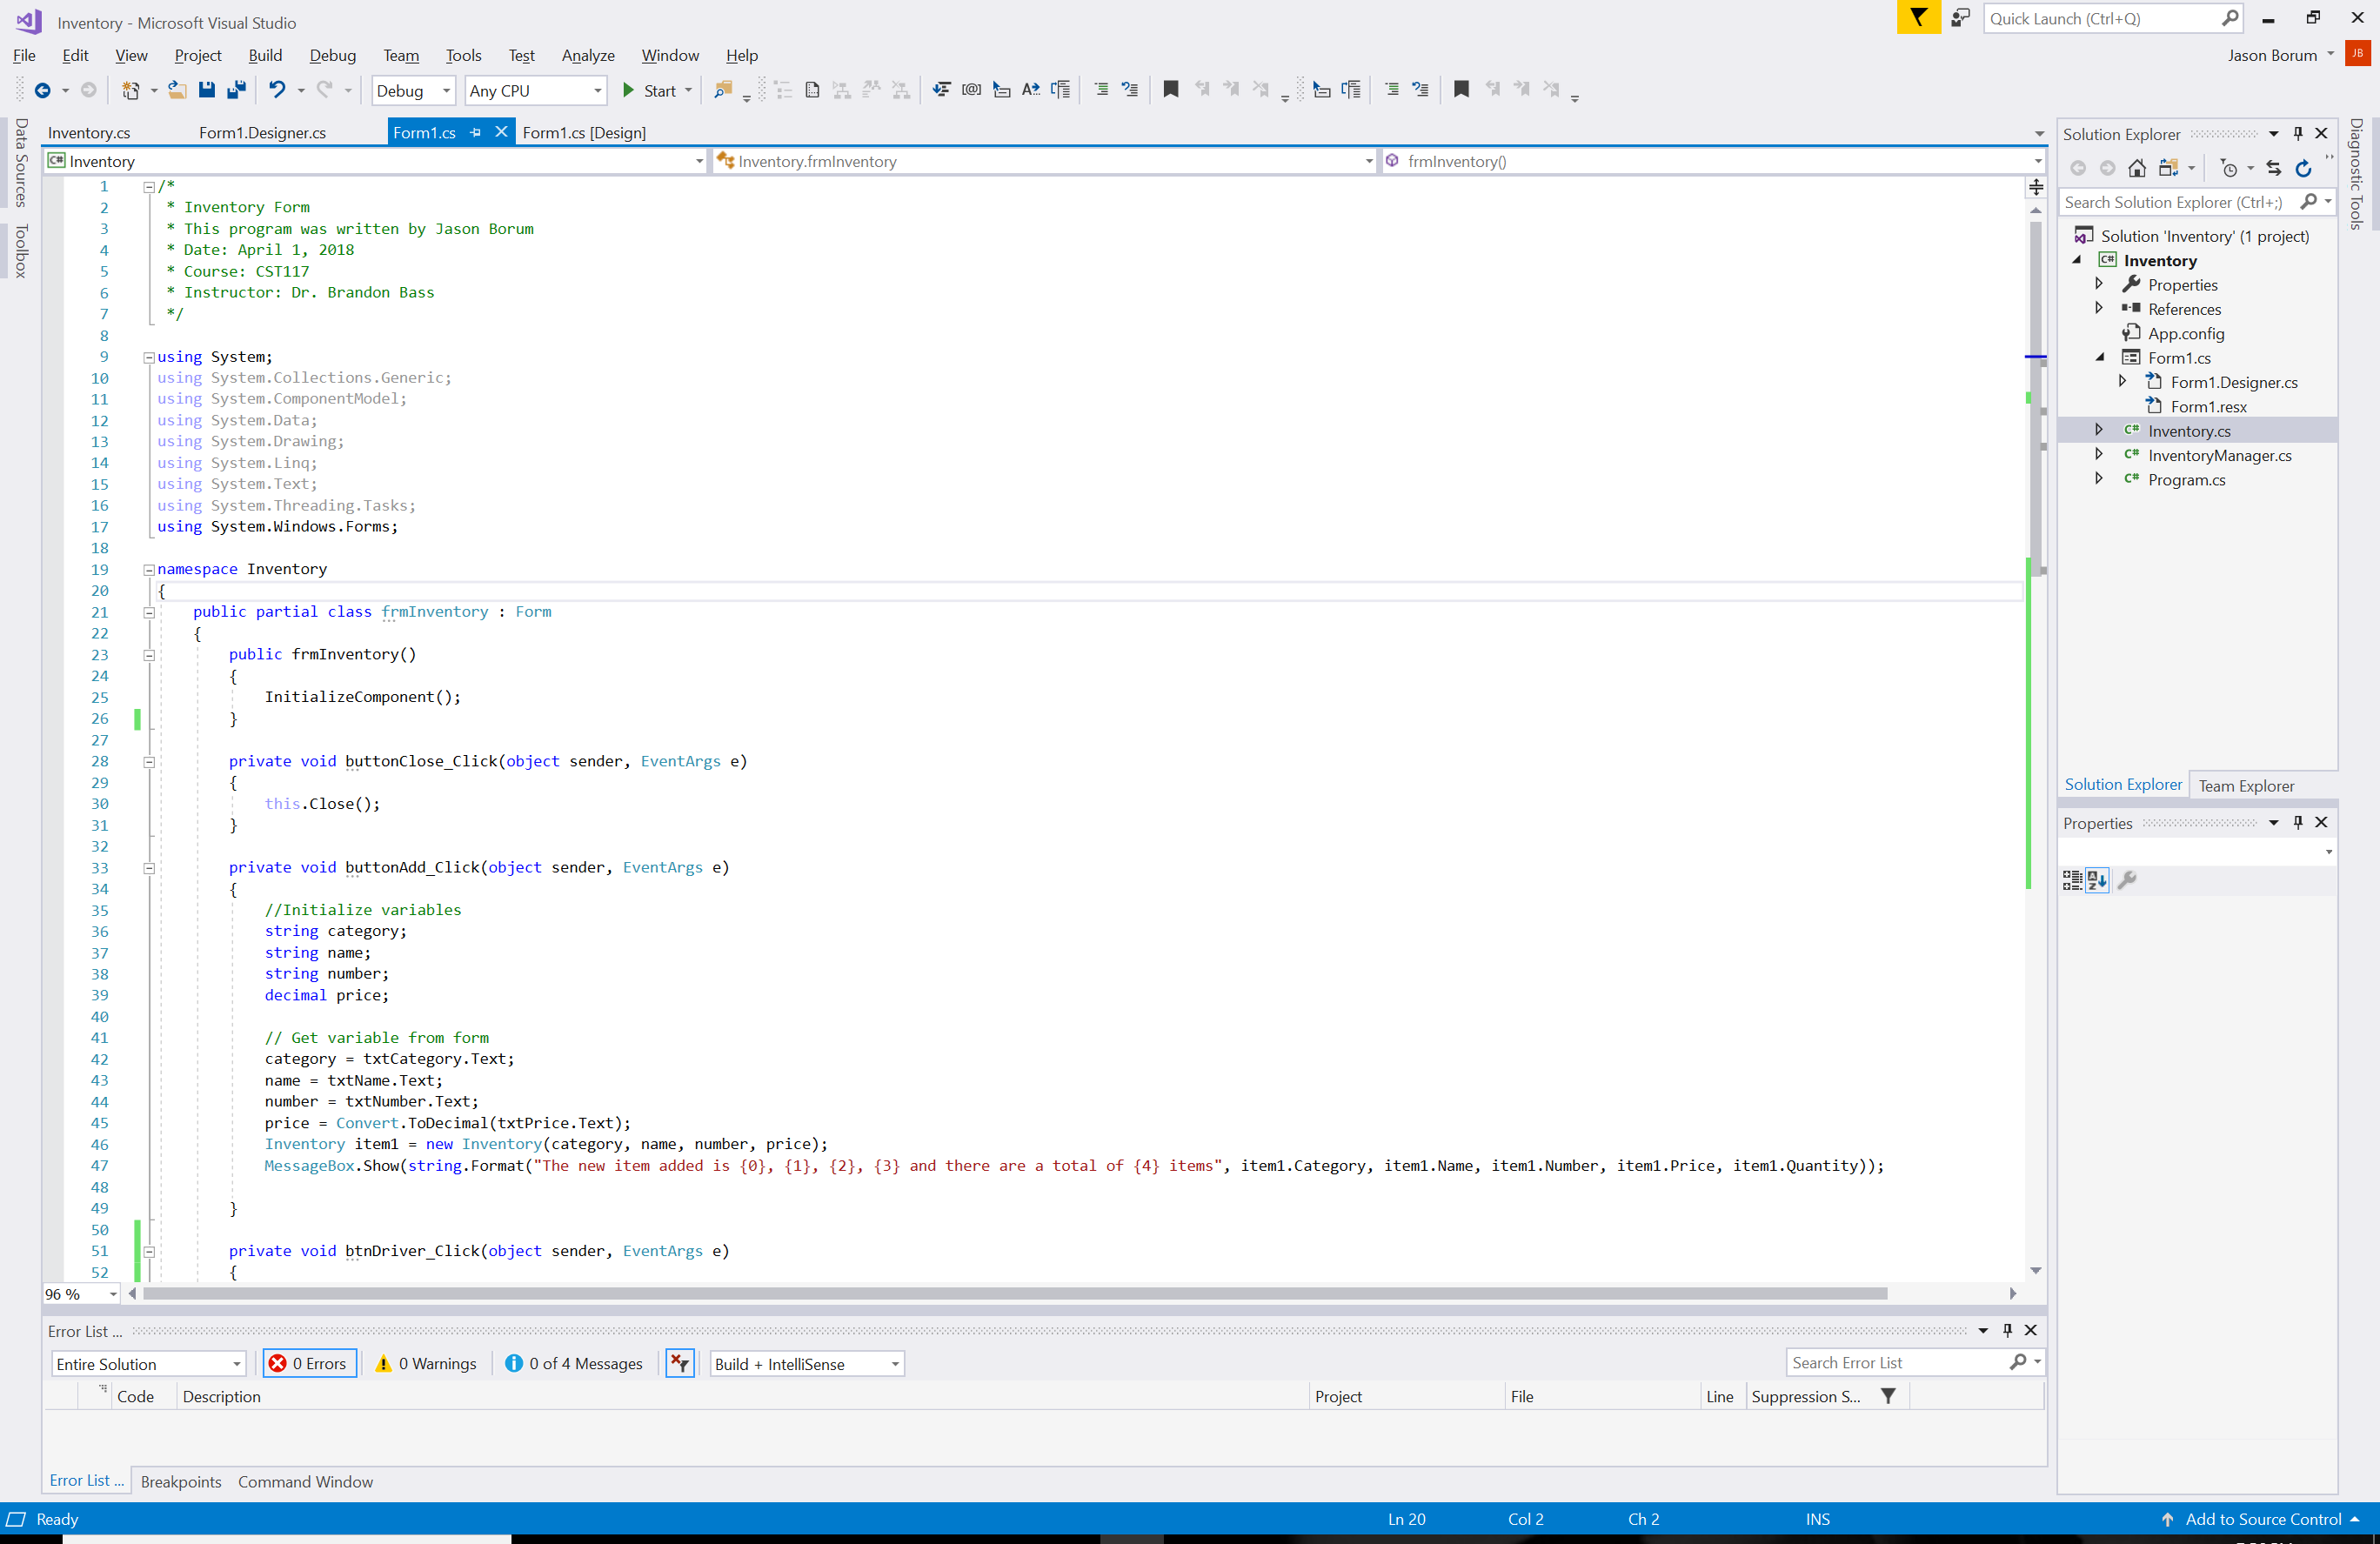 Inventory - Microsoft Visual Studio
Quick Launch (Ctrl+Q)
File Edit View Project Build Debug Team Tools Test Analyze Window Help
Jason Borum JB
Debug Any CPU Start
Data Sources
Toolbox
Inventory.cs Form1.Designer.cs Form1.cs Form1.cs [Design]
Inventory Inventory.frmInventory frmInventory()
1 /*
2 * Inventory Form
3 * This program was written by Jason Borum
4 * Date: April 1, 2018
5 * Course: CST117
6 * Instructor: Dr. Brandon Bass
7 */
8
9 using System;
10 using System.Collections.Generic;
11 using System.ComponentModel;
12 using System.Data;
13 using System.Drawing;
14 using System.Linq;
15 using System.Text;
16 using System.Threading.Tasks;
17 using System.Windows.Forms;
18
19 namespace Inventory
20 {
21 public partial class frmInventory : Form
22 {
23 public frmInventory()
24 {
25 InitializeComponent();
26 }
27
28 private void buttonClose_Click(object sender, EventArgs e)
29 {
30 this.Close();
31 }
32
33 private void buttonAdd_Click(object sender, EventArgs e)
34 {
35 //Initialize variables
36 string category;
37 string name;
38 string number;
39 decimal price;
40
41 // Get variable from form
42 category = txtCategory.Text;
43 name = txtName.Text;
44 number = txtNumber.Text;
45 price = Convert.ToDecimal(txtPrice.Text);
46 Inventory item1 = new Inventory(category, name, number, price);
47 MessageBox.Show(string.Format("The new item added is {0}, {1}, {2}, {3} and there are a total of {4} items", item1.Category, item1.Name, item1.Number, item1.Price, item1.Quantity));
48
49 }
50
51 private void btnDriver_Click(object sender, EventArgs e)
52 {
96 %
Error List ...
Entire Solution 0 Errors 0 Warnings 0 of 4 Messages Build + IntelliSense Search Error List
Code Description Project File Line Suppression S...
Error List ... Breakpoints Command Window
Solution Explorer
Search Solution Explorer (Ctrl+;)
Solution 'Inventory' (1 project)
Inventory
Properties
References
App.config
Form1.cs
Form1.Designer.cs
Form1.resx
Inventory.cs
InventoryManager.cs
Program.cs
Solution Explorer Team Explorer
Properties
Diagnostic Tools
Ready Ln 20 Col 2 Ch 2 INS Add to Source Control